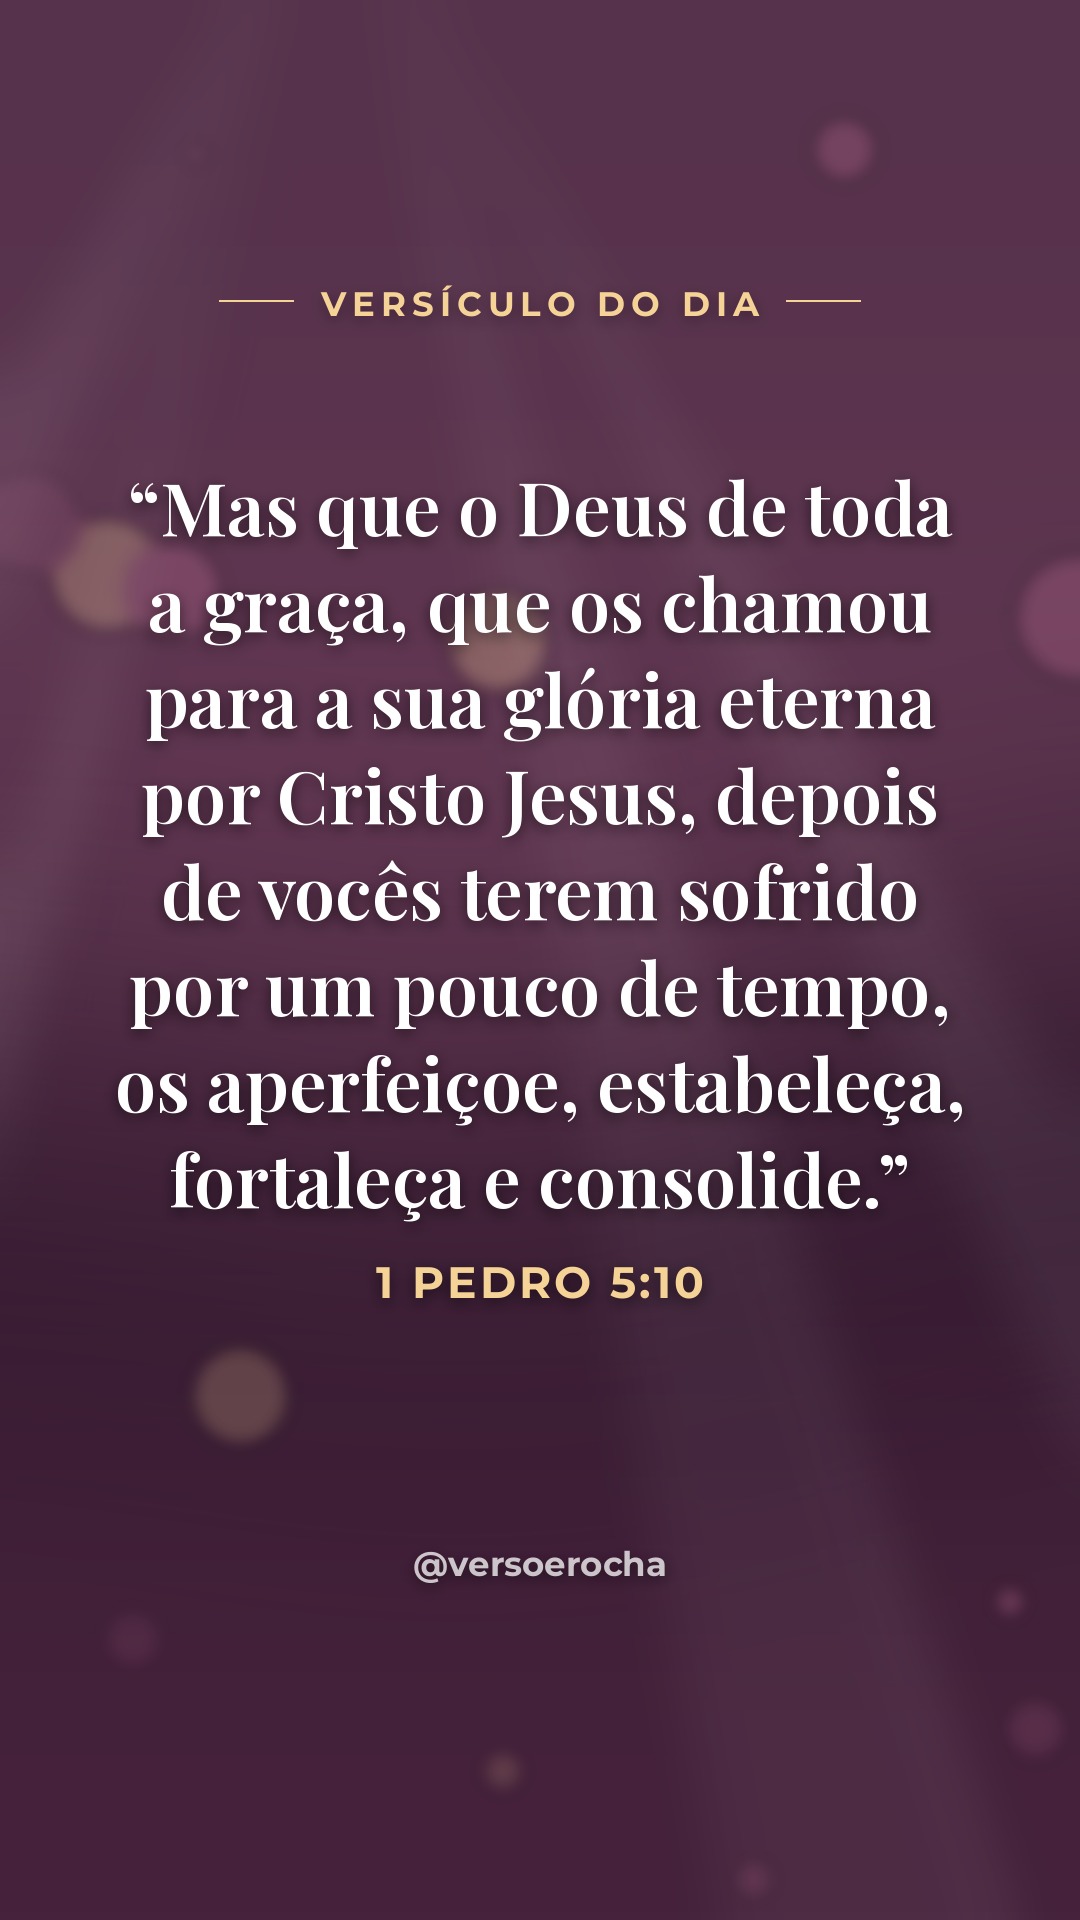 VERSÍCULO DO DIA
“Mas que o Deus de toda
a graça, que os chamou
para a sua glória eterna
por Cristo Jesus, depois
de vocês terem sofrido
por um pouco de tempo,
os aperfeiçoe, estabeleça,
fortaleça e consolide.”
1 PEDRO 5:10
@versoerocha